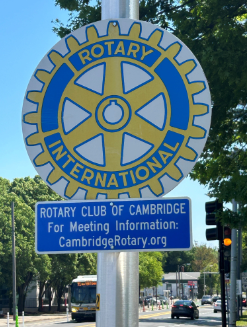 ROTARY
INTERNATIONAL
ROTARY CLUB OF CAMBRIDGE
For Meeting Information:
CambridgeRotary.org